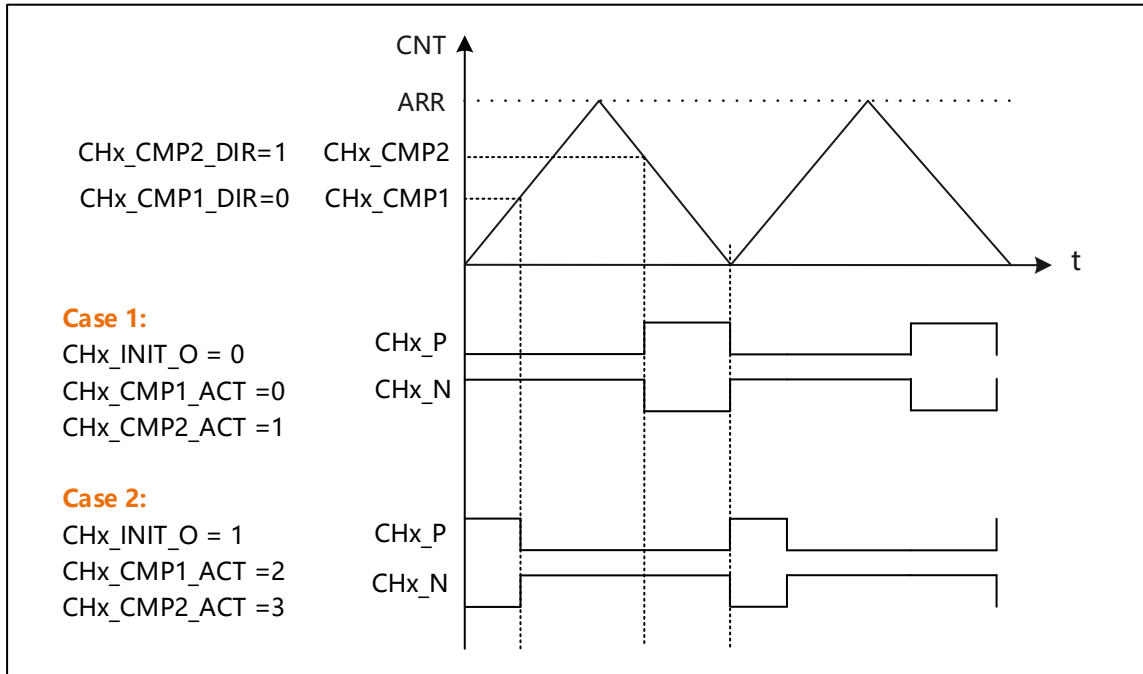 CNT
ARR
CHx_CMP2_DIR=1 CHx_CMP2
CHx_CMP1_DIR=0 CHx_CMP1
t
Case 1:
CHx_INIT_O = 0
CHx_CMP1_ACT =0
CHx_CMP2_ACT =1
CHx_P
CHx_N
Case 2:
CHx_INIT_O = 1
CHx_CMP1_ACT =2
CHx_CMP2_ACT =3
CHx_P
CHx_N